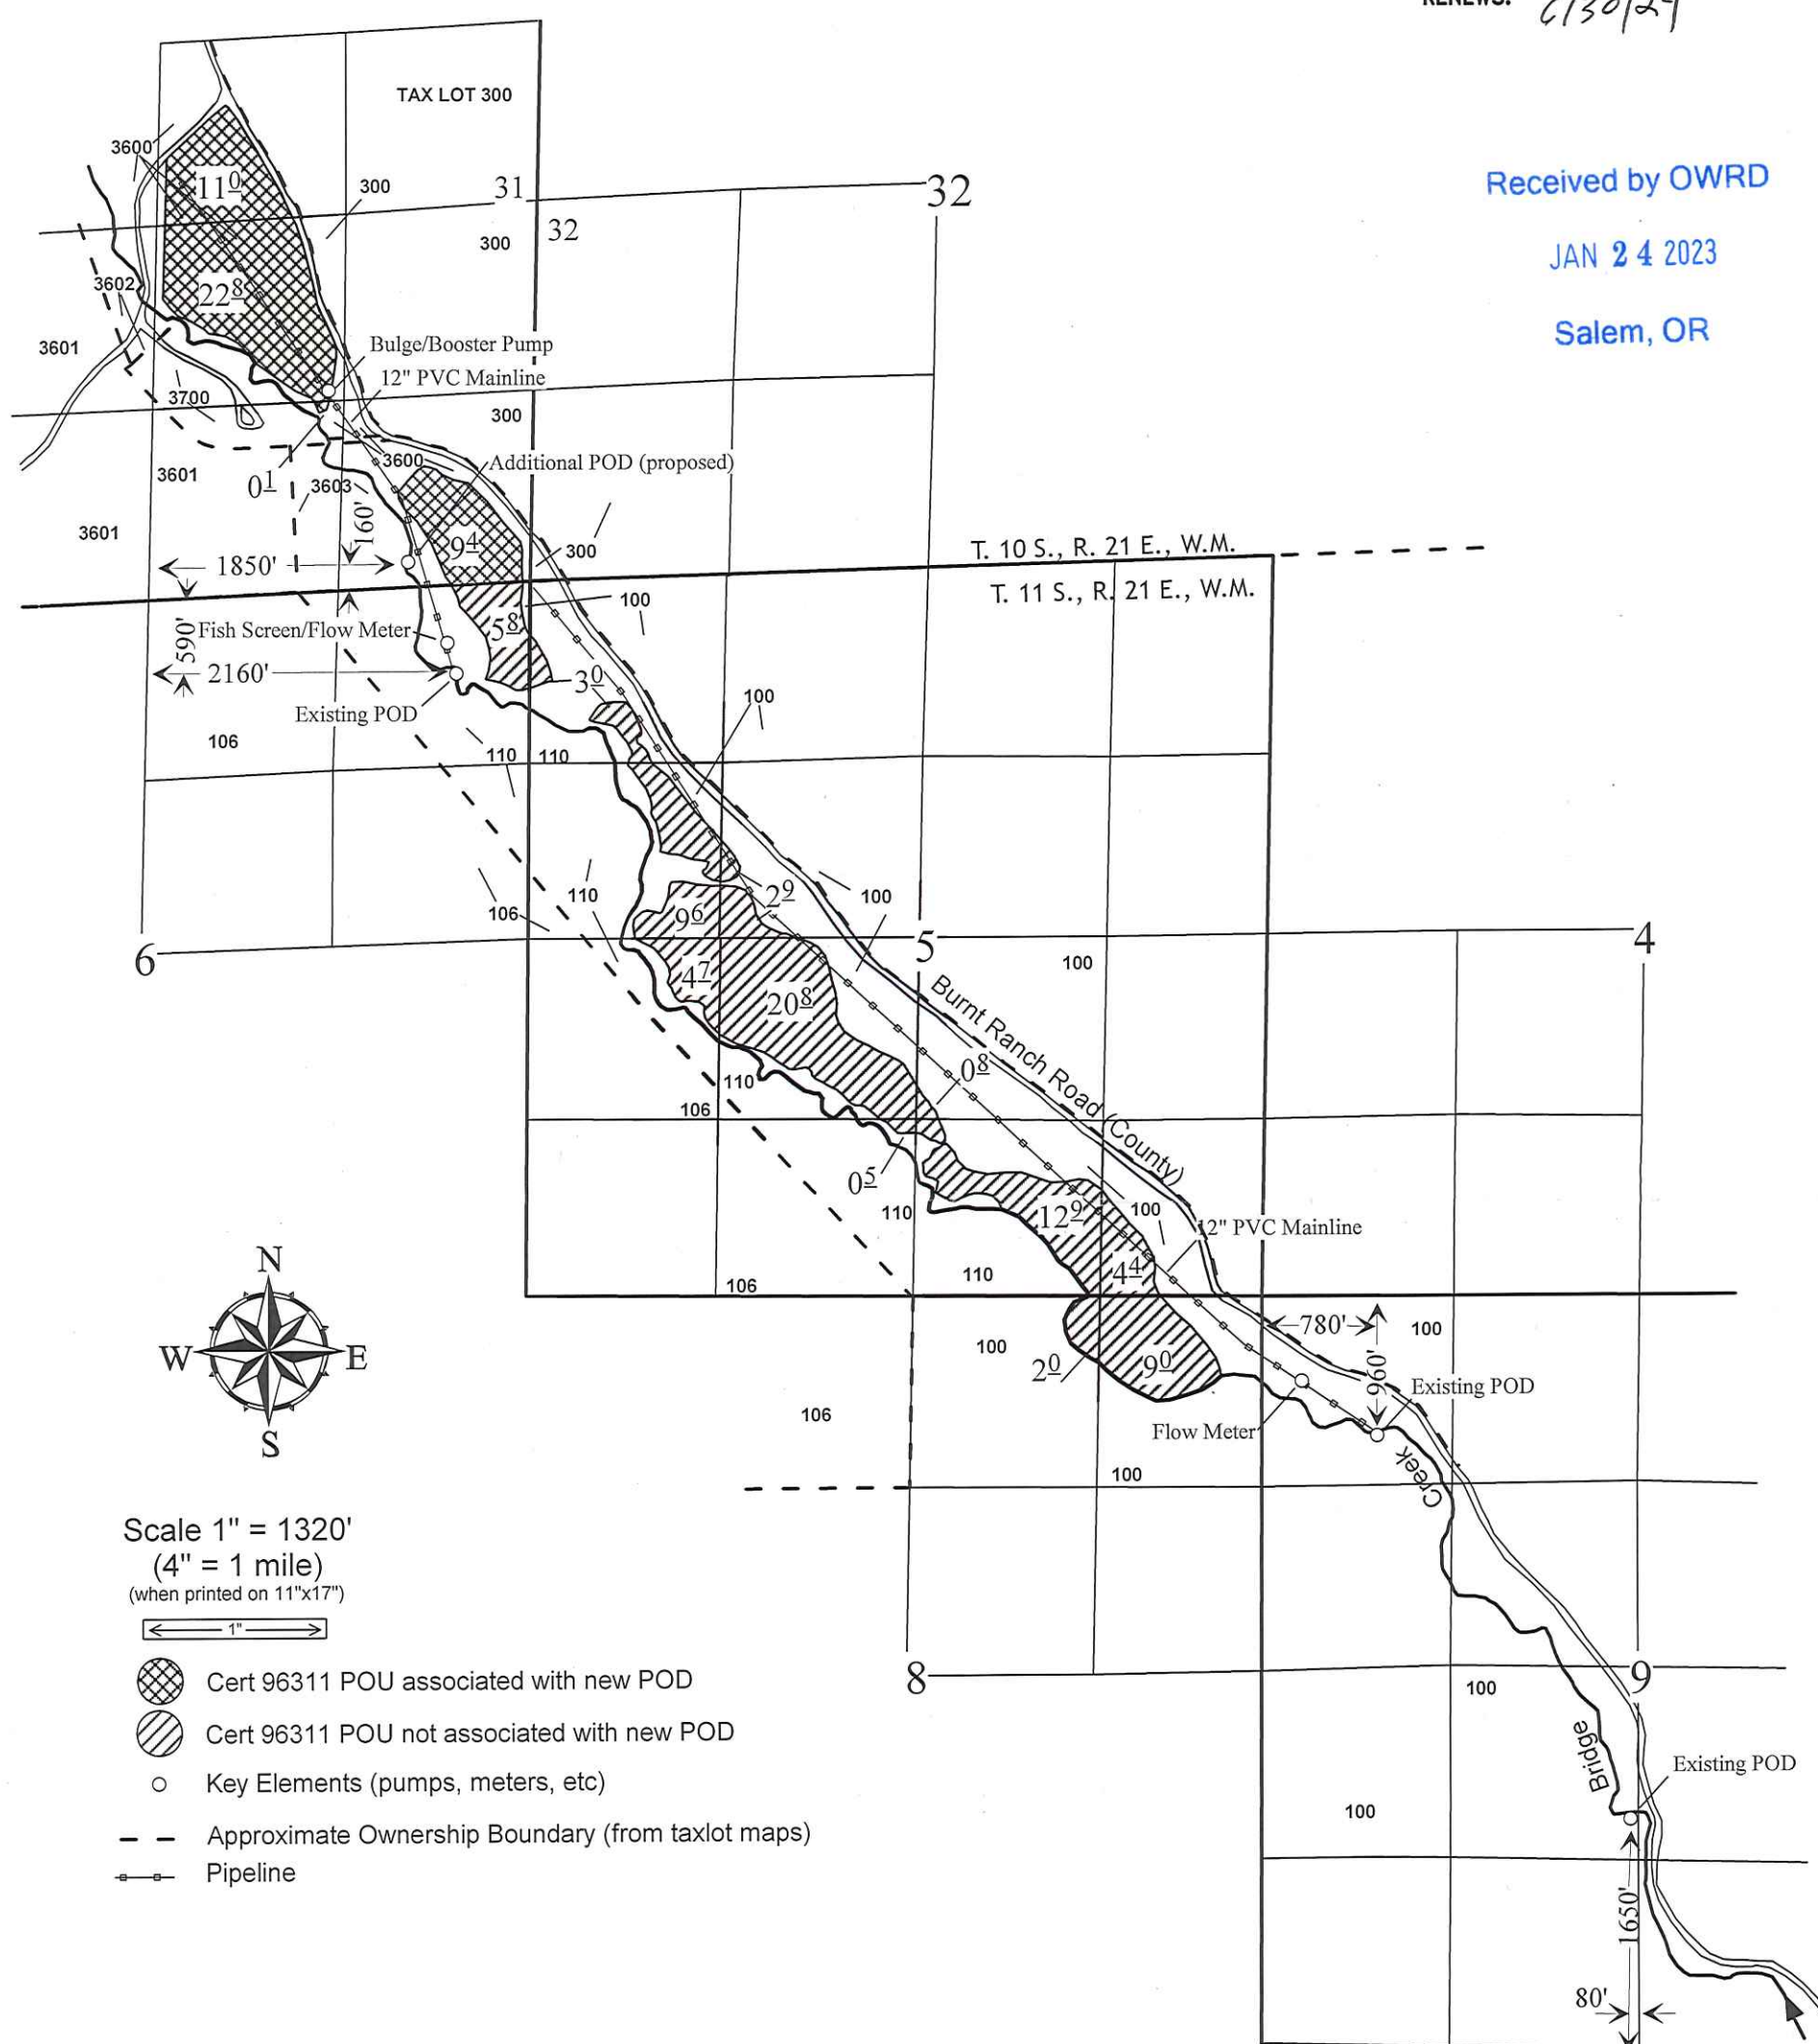 RENEWS: 6/30/24
TAX LOT 300
3600
11 0
300
31
32
Received by OWRD
300
32
JAN 24 2023
3602
22 8
Salem, OR
3601
Bulge/Booster Pump
12" PVC Mainline
3700
300
3600
Additional POD (proposed)
3601
0 1
3603
160'
3601
9 4
300
T. 10 S., R. 21 E., W.M.
1850'
T. 11 S., R. 21 E., W.M.
100
Fish Screen/Flow Meter
5 8
590'
2160'
3 0
100
Existing POD
106
110
110
110
2 9
100
106
9 6
6
5
4
100
4 7
20 8
Burnt Ranch Road (County)
0 8
110
106
0 5
110
12 9
100
12" PVC Mainline
N
110
4 4
106
780'
100
W
E
100
2 0
9 0
960'
Existing POD
106
Flow Meter
S
100
Creek
Scale 1" = 1320'
(4" = 1 mile)
(when printed on 11"x17")
1"
8
9
Cert 96311 POU associated with new POD
100
Cert 96311 POU not associated with new POD
Bridge
Existing POD
Key Elements (pumps, meters, etc)
100
Approximate Ownership Boundary (from taxlot maps)
Pipeline
1650'
80'